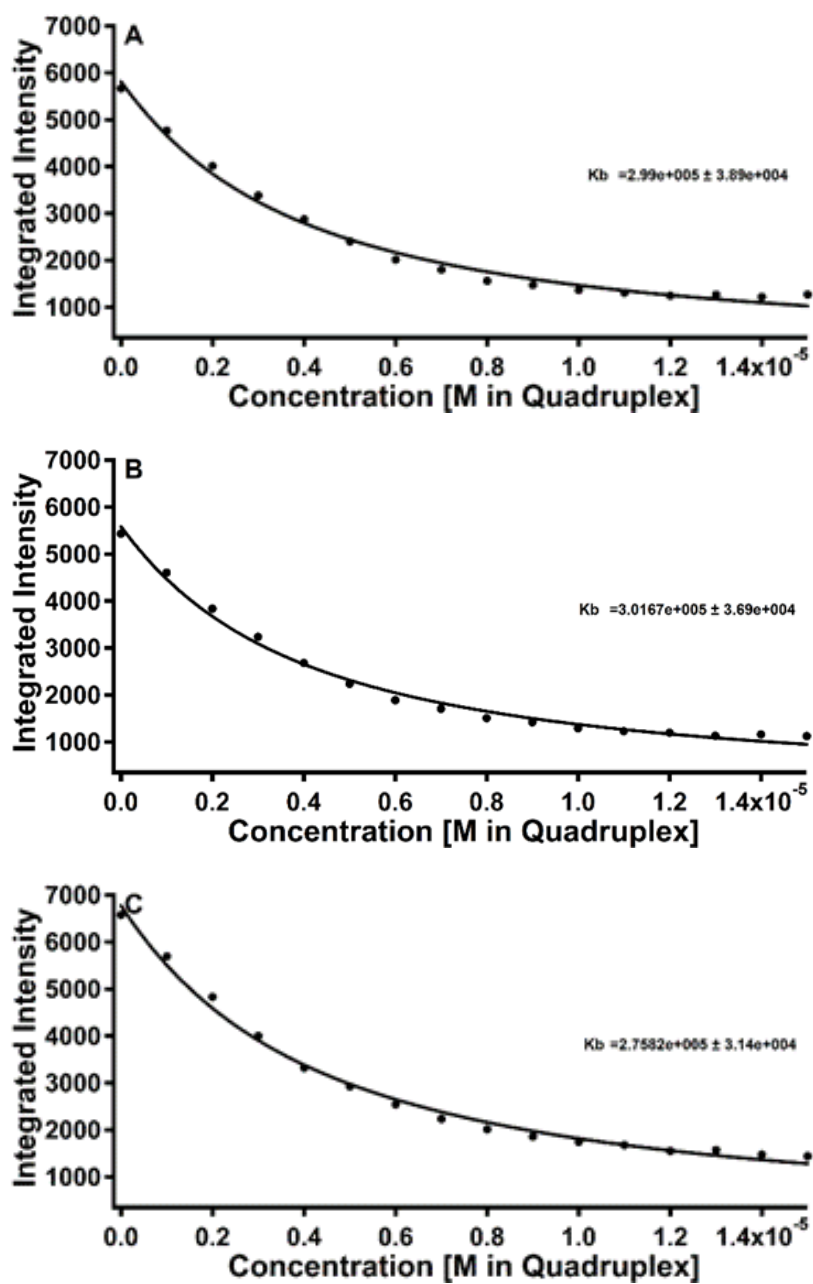 A
7000
6000
5000
4000
3000
2000
1000
Integrated Intensity
Kb =2.99e+005 ± 3.89e+004
0.0 0.2 0.4 0.6 0.8 1.0 1.2 1.4x10⁻⁵
Concentration [M in Quadruplex]
B
7000
6000
5000
4000
3000
2000
1000
Integrated Intensity
Kb =3.0167e+005 ± 3.69e+004
0.0 0.2 0.4 0.6 0.8 1.0 1.2 1.4x10⁻⁵
Concentration [M in Quadruplex]
C
7000
6000
5000
4000
3000
2000
1000
Integrated Intensity
Kb =2.7582e+005 ± 3.14e+004
0.0 0.2 0.4 0.6 0.8 1.0 1.2 1.4x10⁻⁵
Concentration [M in Quadruplex]